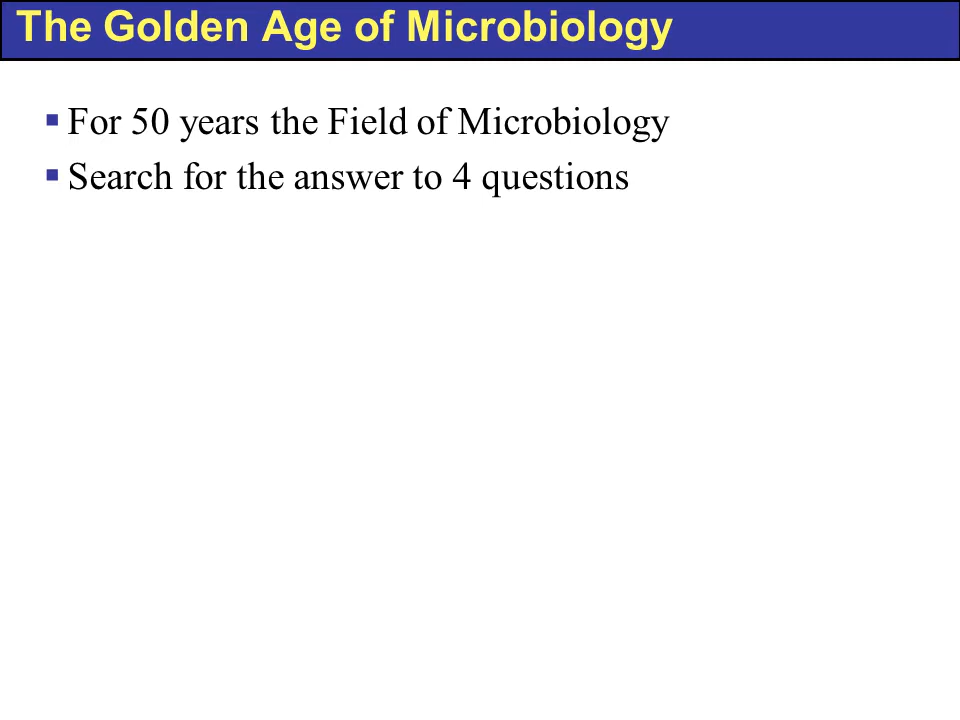 The Golden Age of Microbiology
For 50 years the Field of Microbiology
Search for the answer to 4 questions